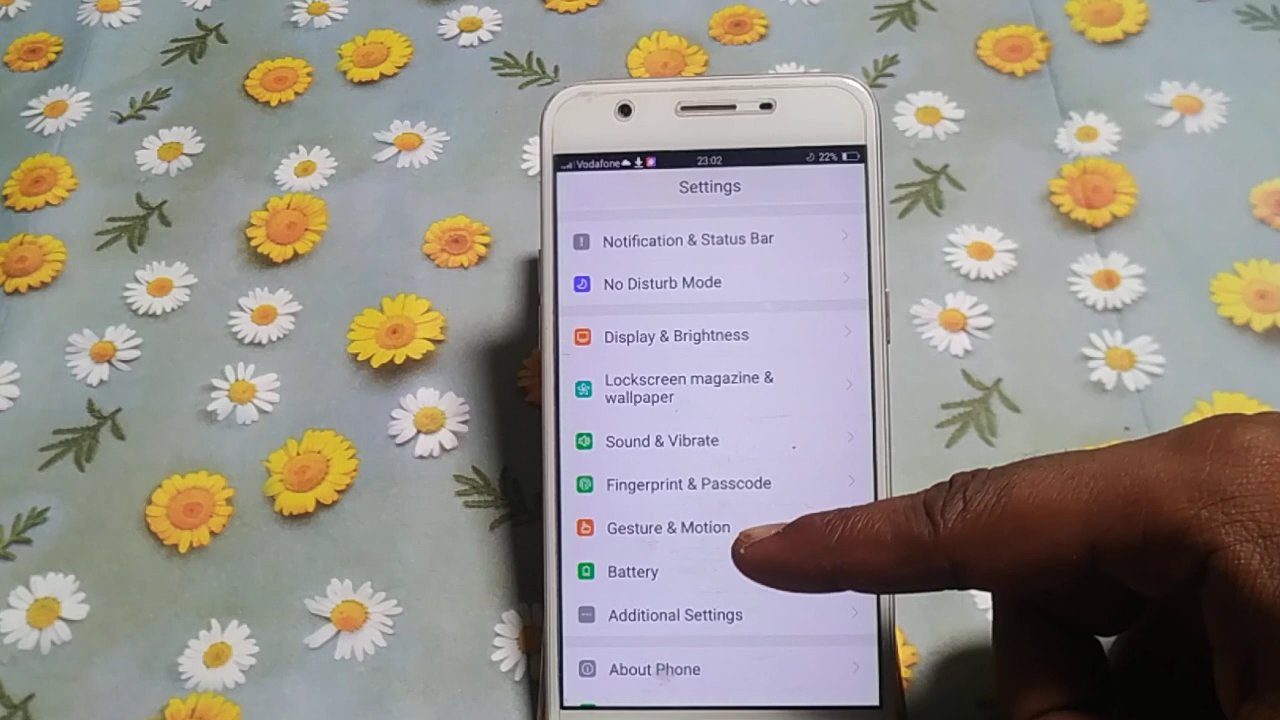 Vodafone 23:02 22%
Settings
Notification & Status Bar
No Disturb Mode
Display & Brightness
Lockscreen magazine &
wallpaper
Sound & Vibrate
Fingerprint & Passcode
Gesture & Motion
Battery
Additional Settings
About Phone